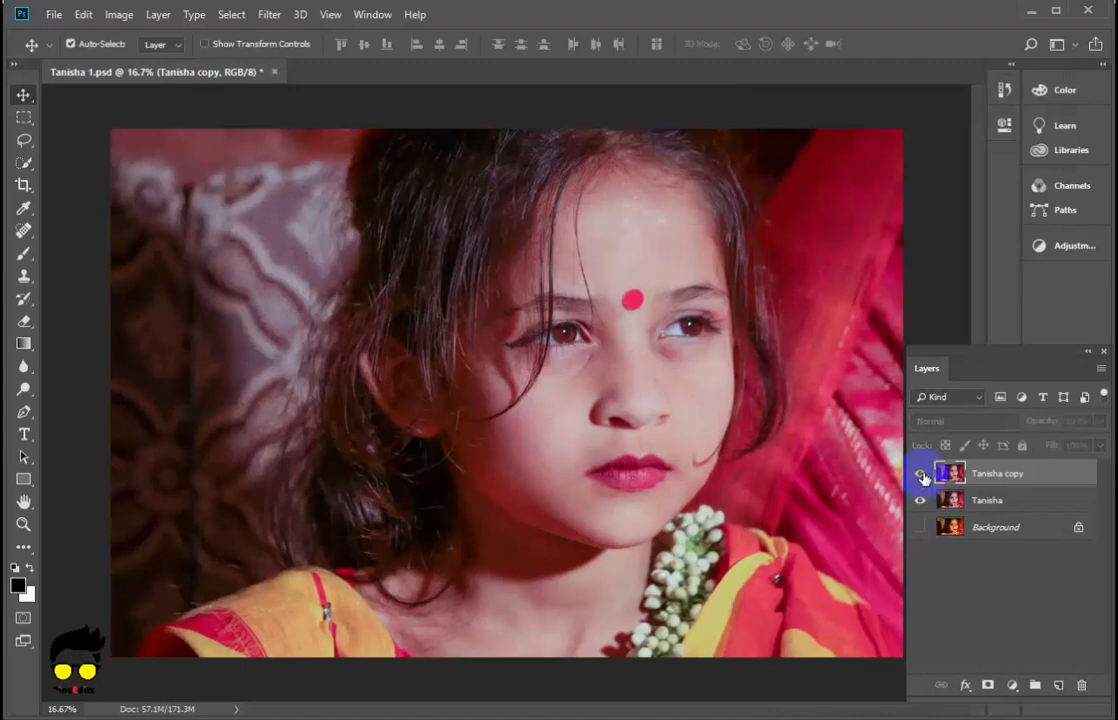 Ps File Edit Image Layer Type Select Filter 3D View Window Help
Auto-Select: Layer Show Transform Controls 3D Mode:
Tanisha 1.psd @ 16.7% (Tanisha copy, RGB/8) *
Color
Learn
Libraries
Channels
Paths
Adjustm...
Layers
Kind
Normal Opacity:
Lock: Fill:
Tanisha copy
Tanisha
Background
16.67% Doc: 57.1M/171.3M